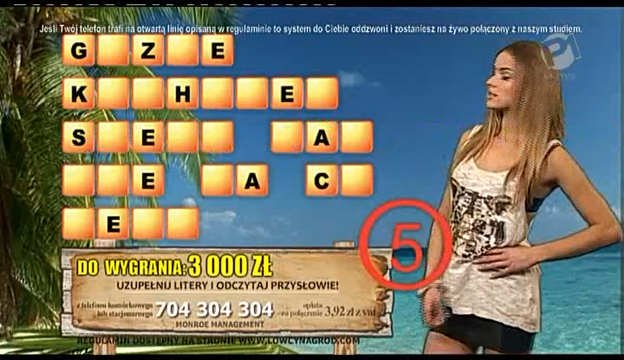 Jeśli Twój telefon trafi na otwartą linię opisaną w regulaminie to system do Ciebie oddzwoni i zostaniesz na żywo połączony z naszym studiem.
G Z E
K H E
S E A
E A C
E
5
DO WYGRANIA: 3 000 ZŁ
UZUPEŁNIJ LITERY I ODCZYTAJ PRZYSŁOWIE!
z telefonu komórkowego lub stacjonarnego 704 304 304 opłata za połączenie 3,92 zł z vat
MONROE MANAGEMENT
REGULAMIN DOSTĘPNY NA STRONIE WWW.LOWCYNAGROD.COM